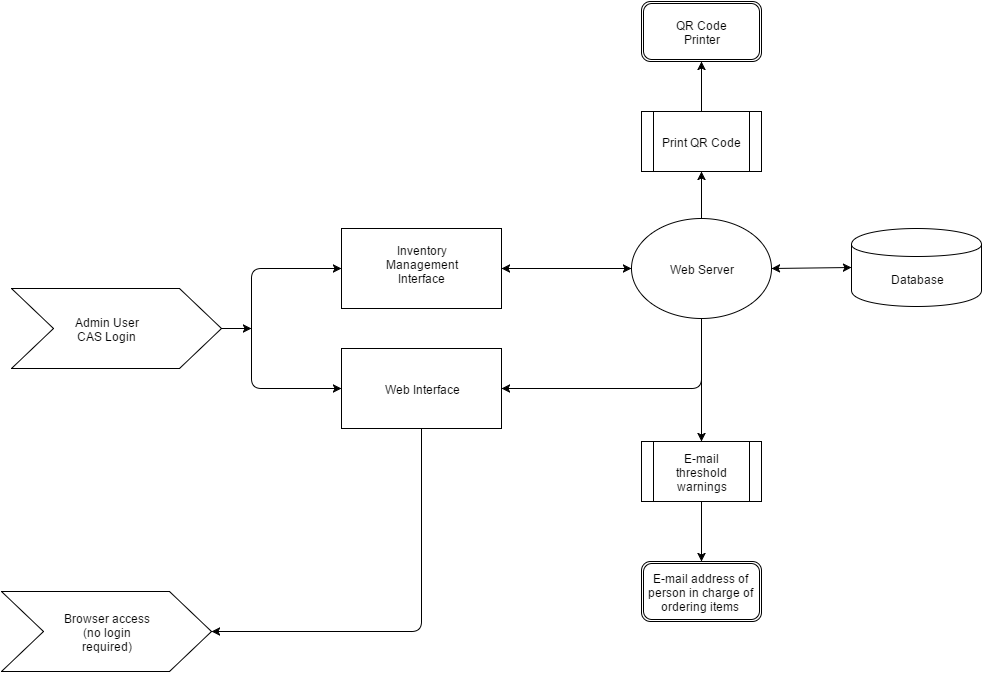 QR Code
Printer
Print QR Code
Inventory
Management
Interface
Web Server
Database
Admin User
CAS Login
Web Interface
E-mail
threshold
warnings
E-mail address of
person in charge of
ordering items
Browser access
(no login
required)